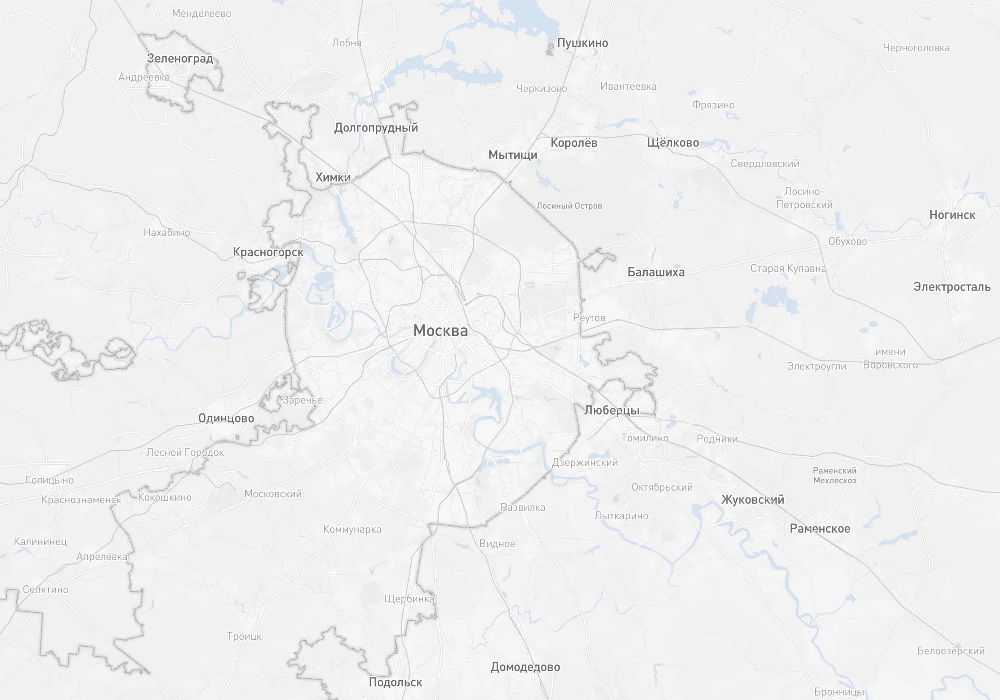 Менделеево
Лобня
Пушкино
Черноголовка
Зеленоград
Андреевка
Черкизово
Ивантеевка
Фрязино
Долгопрудный
Королёв
Щёлково
Мытищи
Свердловский
Химки
Лосино-
Петровский
Лосиный Остров
Ногинск
Нахабино
Обухово
Красногорск
Старая Купавна
Балашиха
Электросталь
Реутов
Москва
имени
Воровского
Электроугли
Заречье
Люберцы
Одинцово
Томилино
Родники
Лесной Городок
Дзержинский
Раменский
Мехлесхоз
Голицыно
Октябрьский
Московский
Кокошкино
Краснознаменск
Жуковский
Развилка
Лыткарино
Раменское
Коммунарка
Калининец
Видное
Апрелевка
Селятино
Щербинка
Троицк
Белоозёрский
Домодедово
Подольск
Бронницы